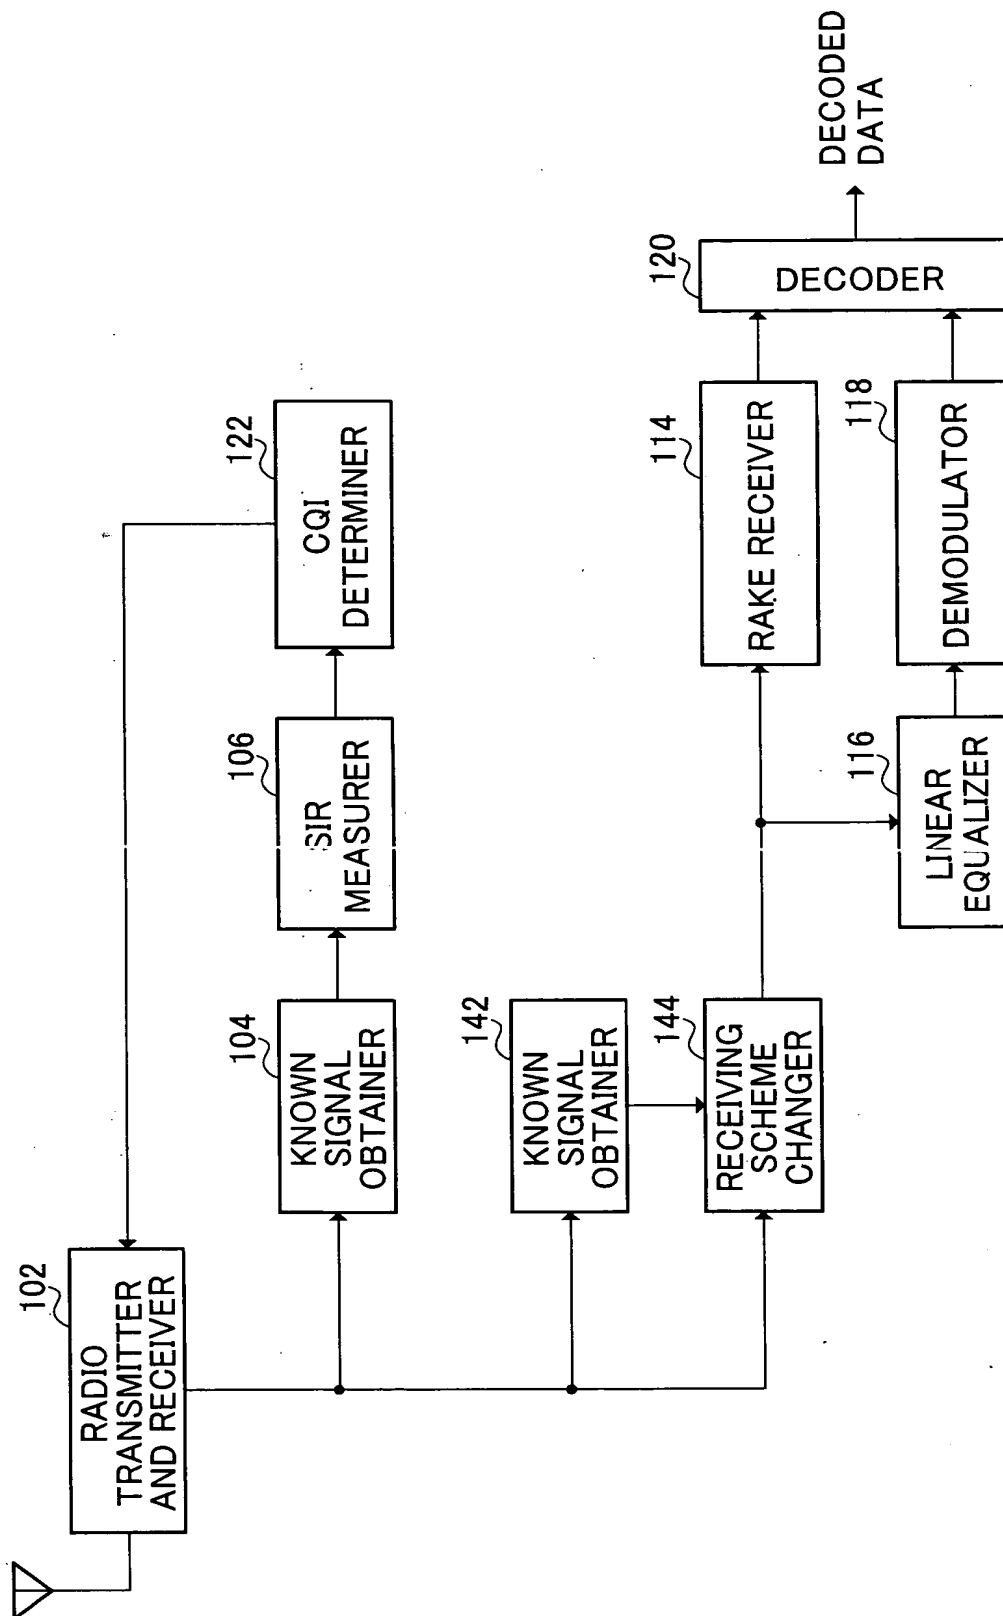 102
RADIO
TRANSMITTER
AND RECEIVER
104
KNOWN
SIGNAL
OBTAINER
106
SIR
MEASURER
122
CQI
DETERMINER
142
KNOWN
SIGNAL
OBTAINER
144
RECEIVING
SCHEME
CHANGER
114
RAKE RECEIVER
116
LINEAR
EQUALIZER
118
DEMODULATOR
120
DECODER
DECODED
DATA